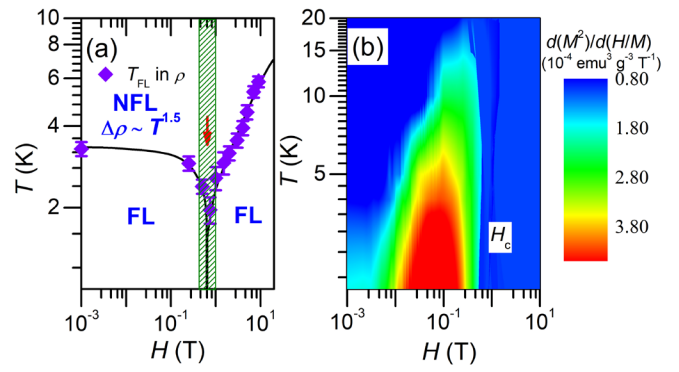 (a)
T_FL in ρ
NFL
Δρ ~ T^1.5
FL
FL
10
6
4
2
T (K)
10^-3
10^-1
10^1
H (T)
(b)
20
15
10
5
T (K)
H_c
10^-3
10^-1
10^1
H (T)
d(M^2)/d(H/M)
(10^-4 emu^3 g^-3 T^-1)
0.80
1.80
2.80
3.80